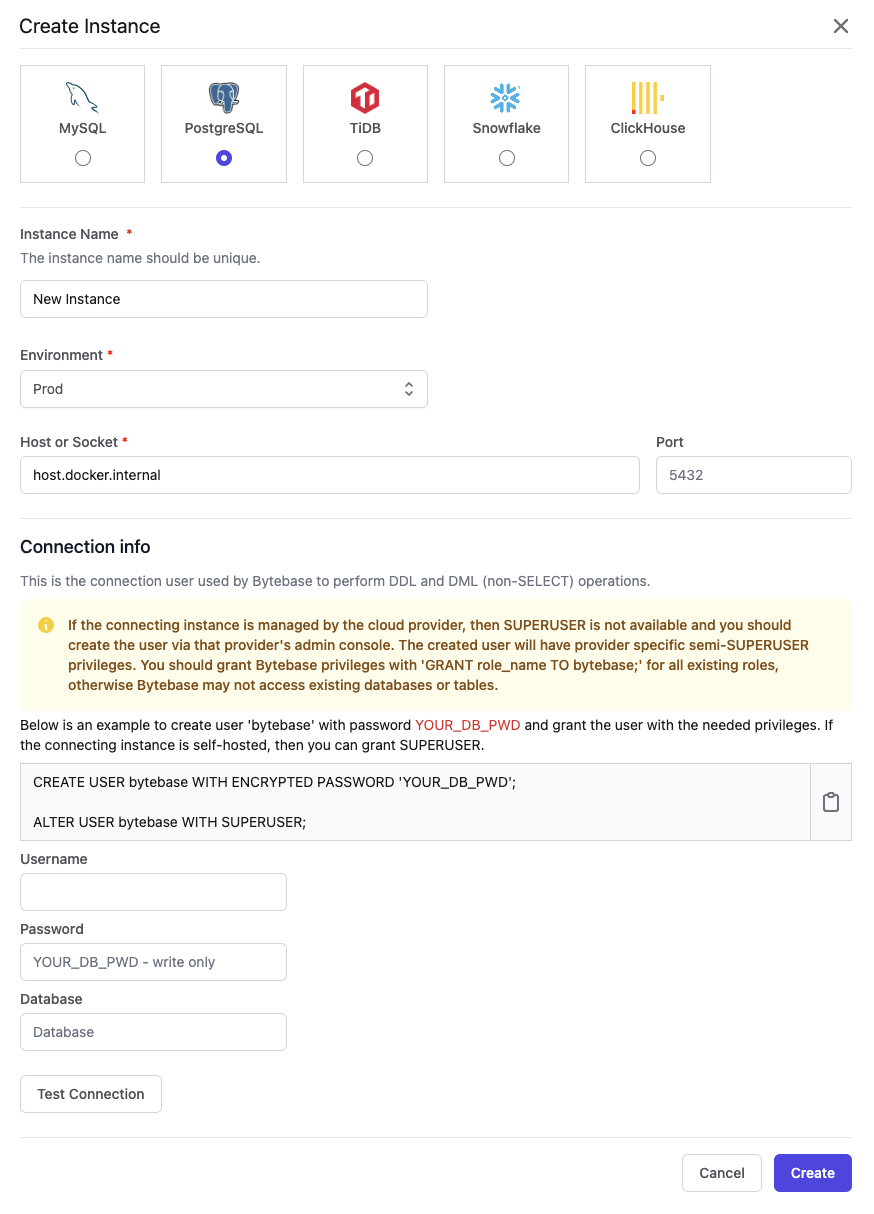 Create Instance
MySQL
PostgreSQL
TiDB
Snowflake
ClickHouse
Instance Name *
The instance name should be unique.
New Instance
Environment *
Prod
Host or Socket *
Port
host.docker.internal
5432
Connection info
This is the connection user used by Bytebase to perform DDL and DML (non-SELECT) operations.
If the connecting instance is managed by the cloud provider, then SUPERUSER is not available and you should
create the user via that provider's admin console. The created user will have provider specific semi-SUPERUSER
privileges. You should grant Bytebase privileges with 'GRANT role_name TO bytebase;' for all existing roles,
otherwise Bytebase may not access existing databases or tables.
Below is an example to create user 'bytebase' with password YOUR_DB_PWD and grant the user with the needed privileges. If
the connecting instance is self-hosted, then you can grant SUPERUSER.
CREATE USER bytebase WITH ENCRYPTED PASSWORD 'YOUR_DB_PWD';
ALTER USER bytebase WITH SUPERUSER;
Username
Password
YOUR_DB_PWD - write only
Database
Database
Test Connection
Cancel
Create